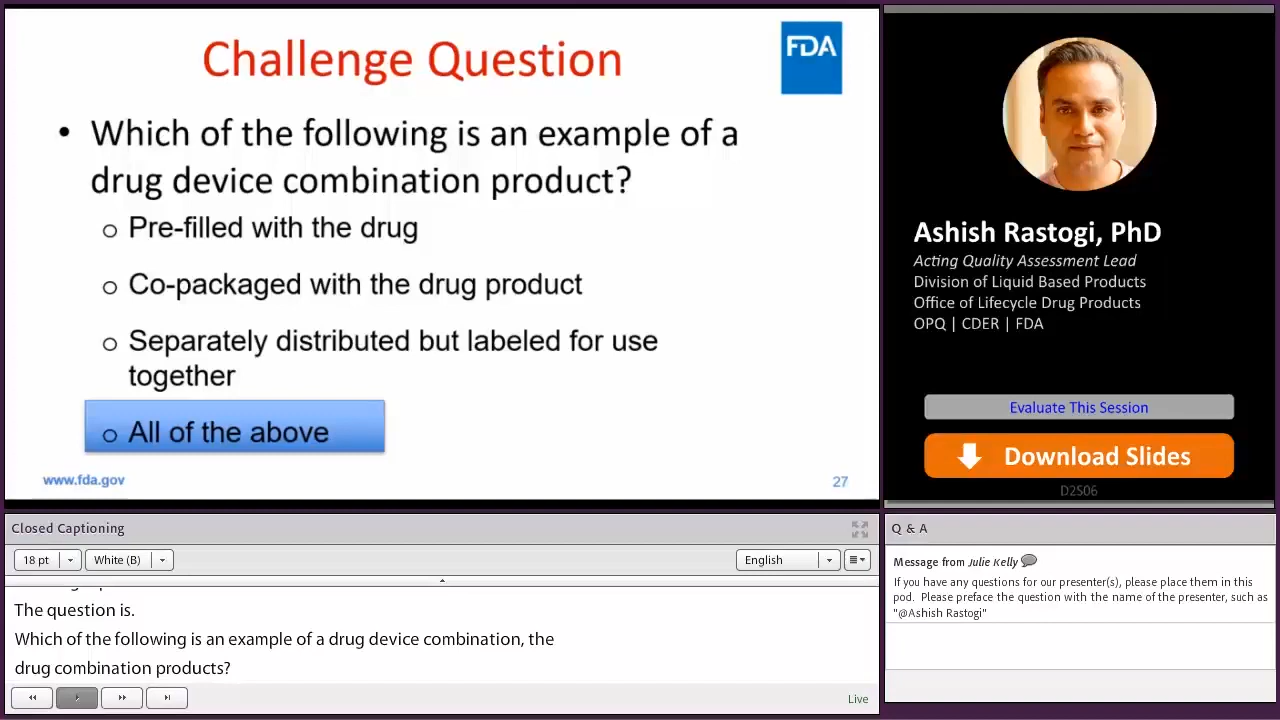 Challenge Question
FDA
• Which of the following is an example of a
drug device combination product?
o Pre-filled with the drug
o Co-packaged with the drug product
o Separately distributed but labeled for use
together
o All of the above
www.fda.gov
27
Ashish Rastogi, PhD
Acting Quality Assessment Lead
Division of Liquid Based Products
Office of Lifecycle Drug Products
OPQ | CDER | FDA
Evaluate This Session
Download Slides
D2S06
Closed Captioning
18 pt
White (B)
English
The question is.
Which of the following is an example of a drug device combination, the
drug combination products?
Live
Q & A
Message from Julie Kelly
If you have any questions for our presenter(s), please place them in this
pod. Please preface the question with the name of the presenter, such as
"@Ashish Rastogi"